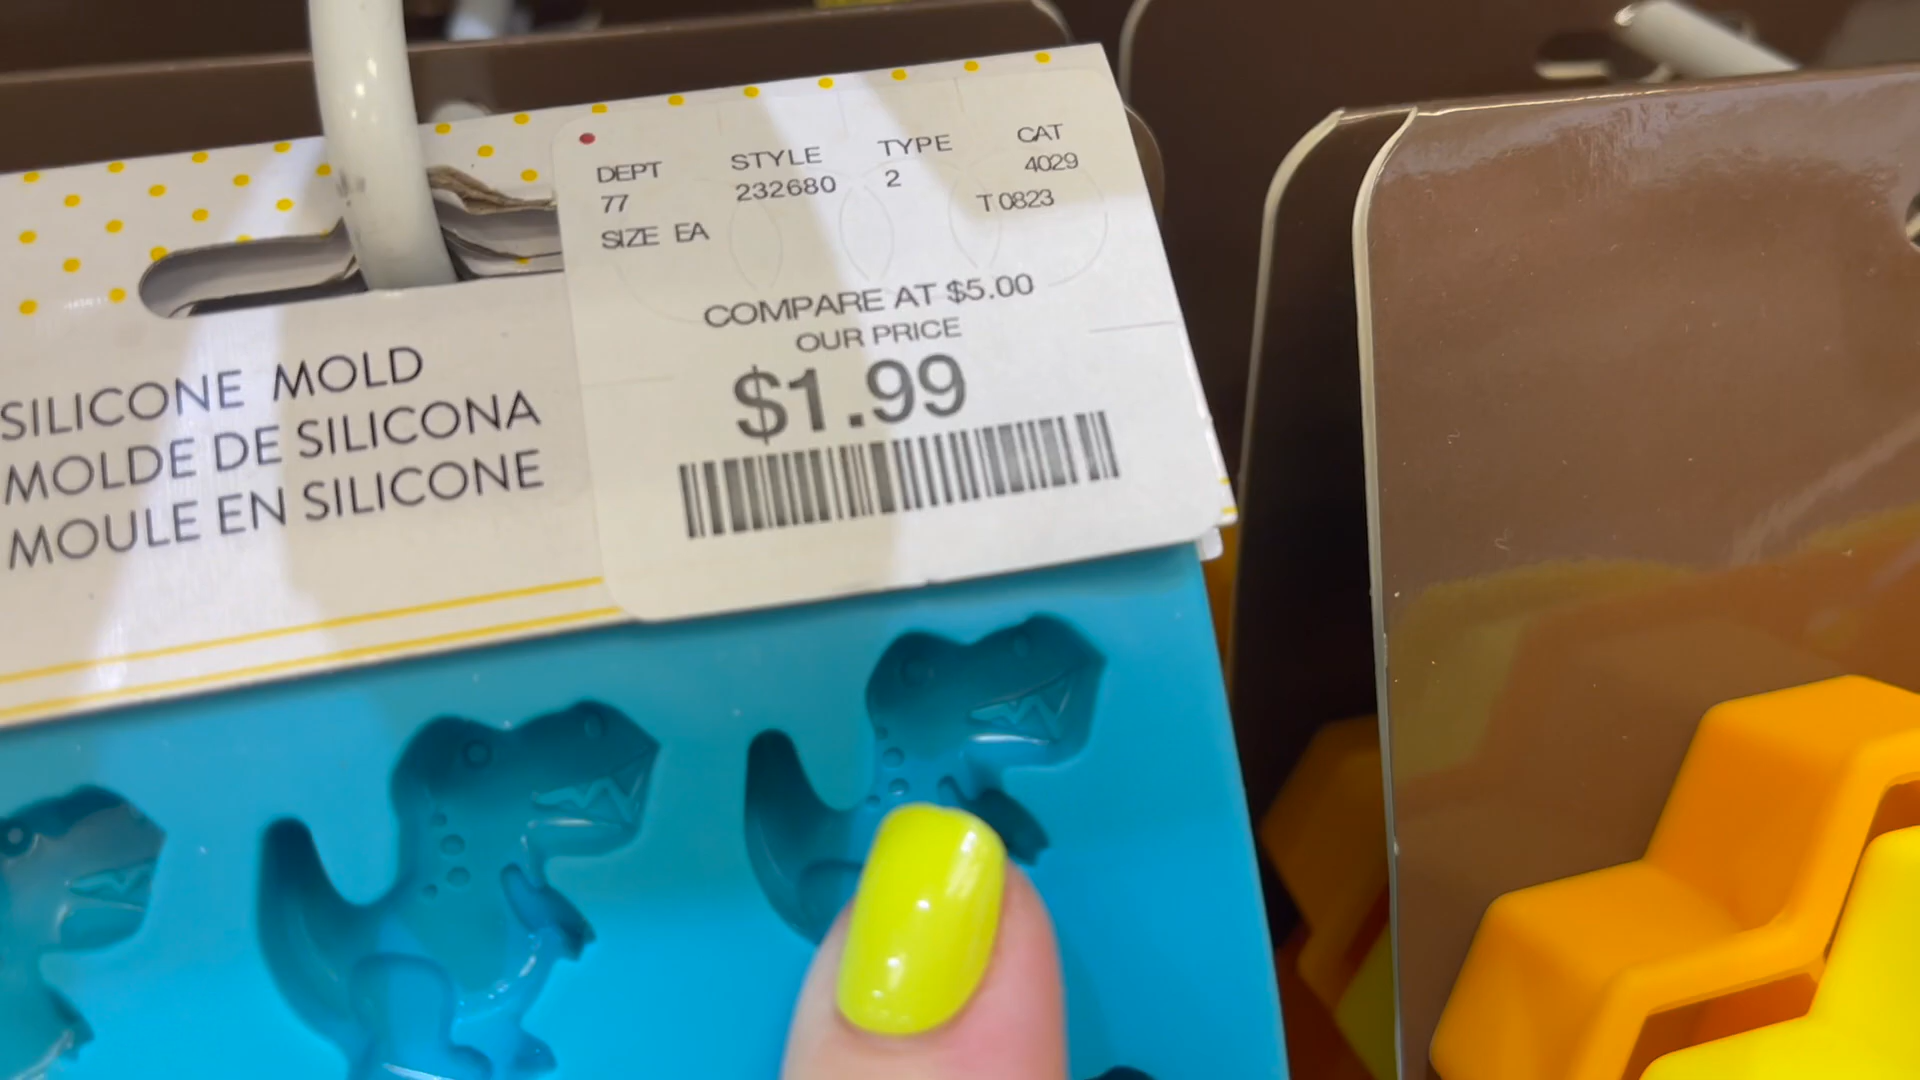 DEPT STYLE TYPE CAT
77 232680 2 4029
SIZE EA T 0823
COMPARE AT $5.00
OUR PRICE
$1.99
SILICONE MOLD
MOLDE DE SILICONA
MOULE EN SILICONE